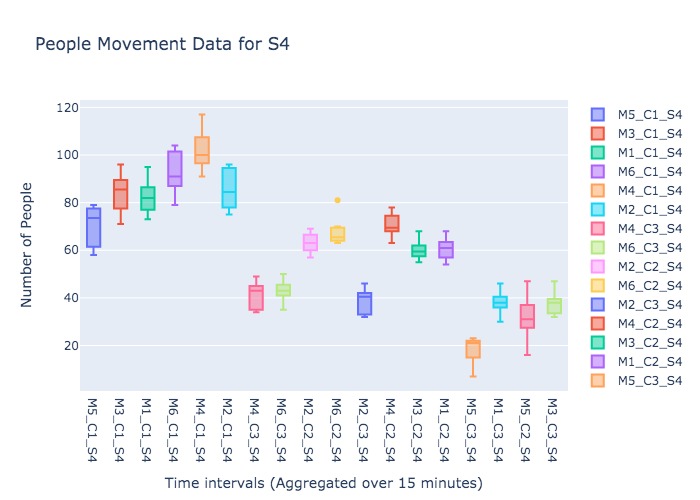 People Movement Data for S4
Number of People
120
100
80
60
40
20
M5_C1_S4
M3_C1_S4
M1_C1_S4
M6_C1_S4
M4_C1_S4
M2_C1_S4
M4_C3_S4
M6_C3_S4
M2_C2_S4
M6_C2_S4
M2_C3_S4
M4_C2_S4
M3_C2_S4
M1_C2_S4
M5_C3_S4
M1_C3_S4
M5_C2_S4
M3_C3_S4
Time intervals (Aggregated over 15 minutes)
M5_C1_S4
M3_C1_S4
M1_C1_S4
M6_C1_S4
M4_C1_S4
M2_C1_S4
M4_C3_S4
M6_C3_S4
M2_C2_S4
M6_C2_S4
M2_C3_S4
M4_C2_S4
M3_C2_S4
M1_C2_S4
M5_C3_S4